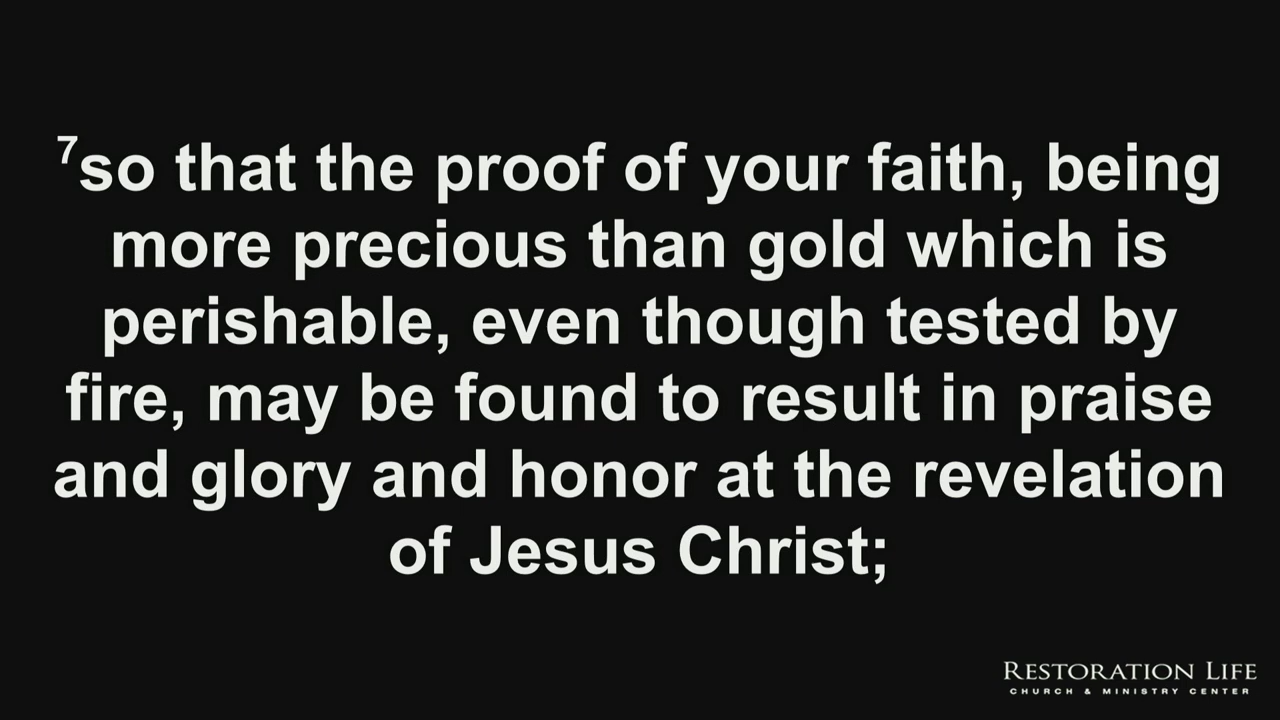 ⁷so that the proof of your faith, being
more precious than gold which is
perishable, even though tested by
fire, may be found to result in praise
and glory and honor at the revelation
of Jesus Christ;
RESTORATION LIFE
CHURCH & MINISTRY CENTER